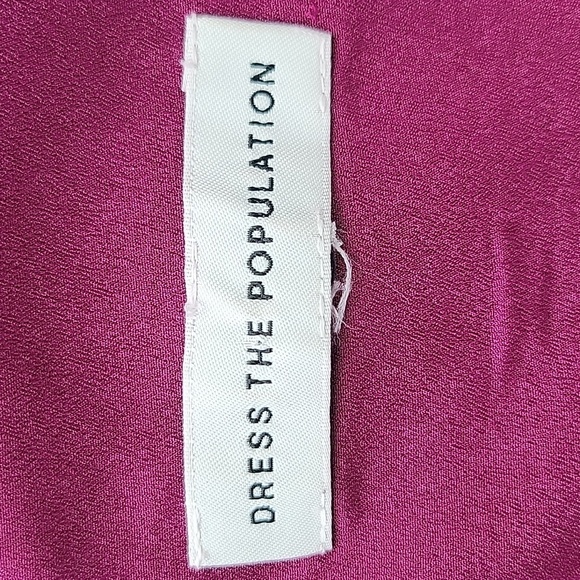 DRESS THE POPULATION